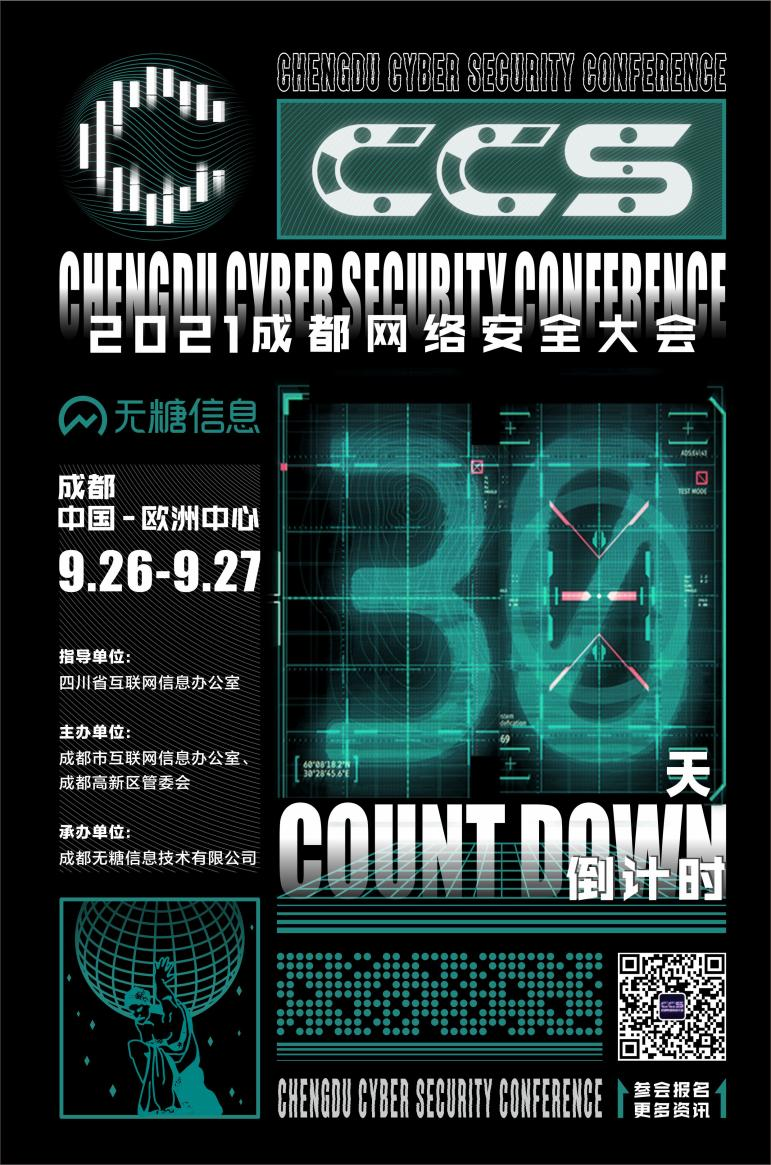 CHENGDU CYBER SECURITY CONFERENCE
CCS
CHENGDU CYBER SECURITY CONFERENCE
2021成都网络安全大会
无糖信息
成都
中国-欧洲中心
9.26-9.27
指导单位:
四川省互联网信息办公室
主办单位:
成都市互联网信息办公室、
成都高新区管委会
承办单位:
成都无糖信息技术有限公司
30
TEST MODE
69
60°08'18.2"N
30°28'45.6"E
天
COUNT DOWN
倒计时
CCS
CHENGDU CYBER SECURITY CONFERENCE
参会报名
更多资讯